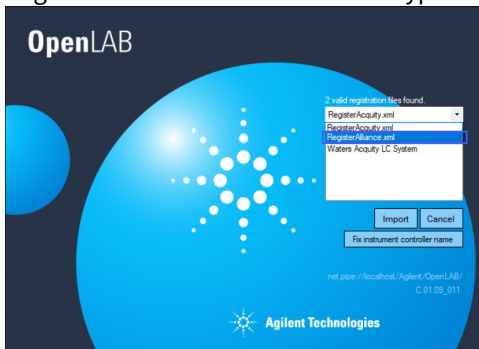 OpenLAB
2 valid registration files found.
RegisterAcquity.xml
RegisterAcquity.xml
RegisterAlliance.xml
Waters Acquity LC System
Import Cancel
Fix instrument controller name
net.pipe://localhost/Agilent/OpenLAB/
C.01.09_011
Agilent Technologies